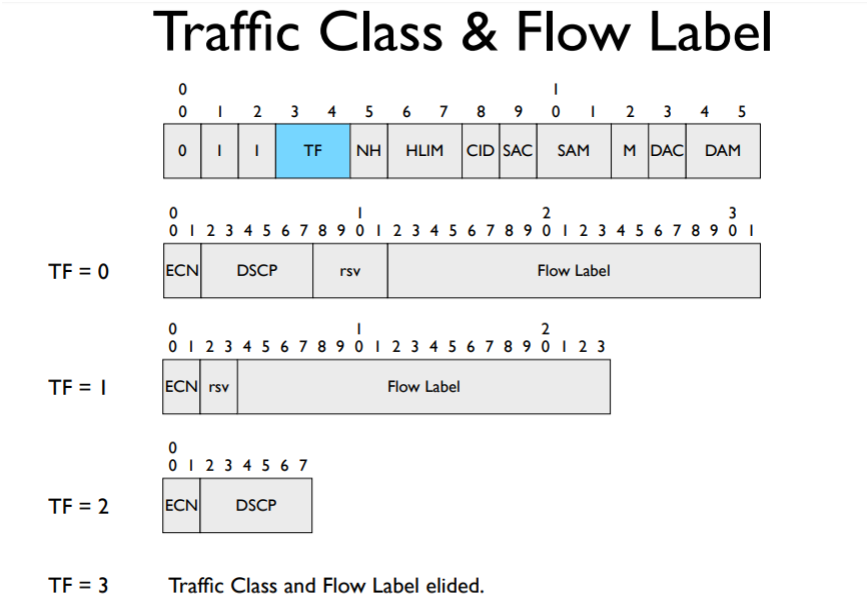 Traffic Class & Flow Label
0 1
0 1 2 3 4 5 6 7 8 9 0 1 2 3 4 5
0 1 1 TF NH HLIM CID SAC SAM M DAC DAM
0 1 2 3
0 1 2 3 4 5 6 7 8 9 0 1 2 3 4 5 6 7 8 9 0 1 2 3 4 5 6 7 8 9 0 1
TF = 0 ECN DSCP rsv Flow Label
0 1 2
0 1 2 3 4 5 6 7 8 9 0 1 2 3 4 5 6 7 8 9 0 1 2 3
TF = 1 ECN rsv Flow Label
0
0 1 2 3 4 5 6 7
TF = 2 ECN DSCP
TF = 3 Traffic Class and Flow Label elided.